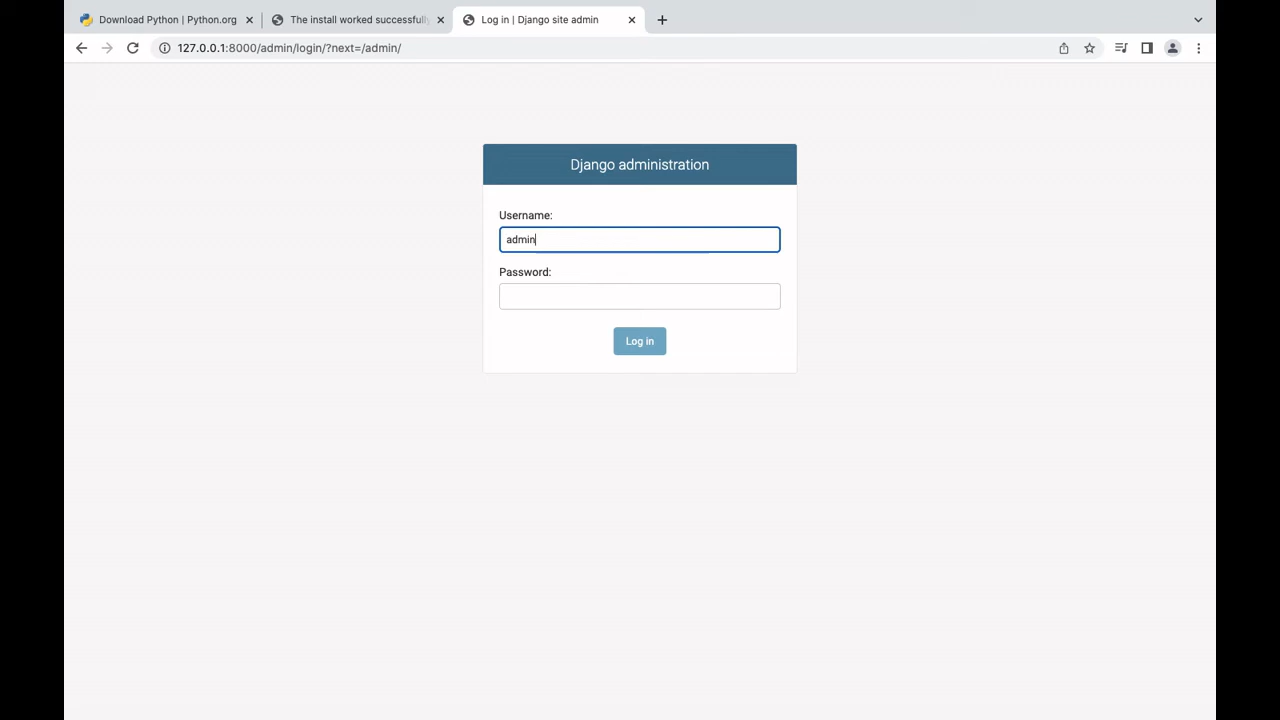 Download Python | Python.org
The install worked successfully
Log in | Django site admin
127.0.0.1:8000/admin/login/?next=/admin/
Django administration
Username:
admin
Password:
Log in